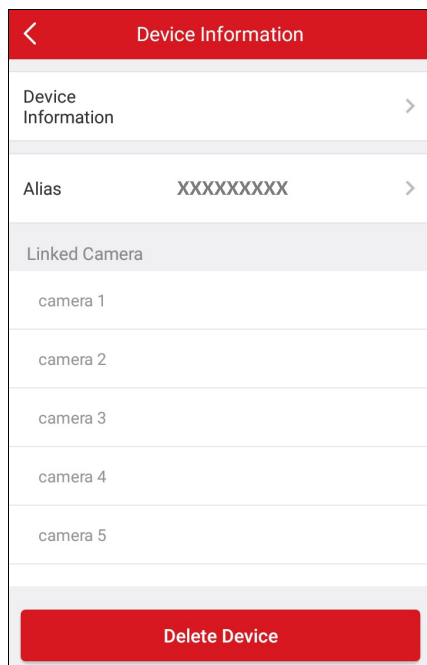 Device Information
Device
Information
Alias XXXXXXXXX
Linked Camera
camera 1
camera 2
camera 3
camera 4
camera 5
Delete Device